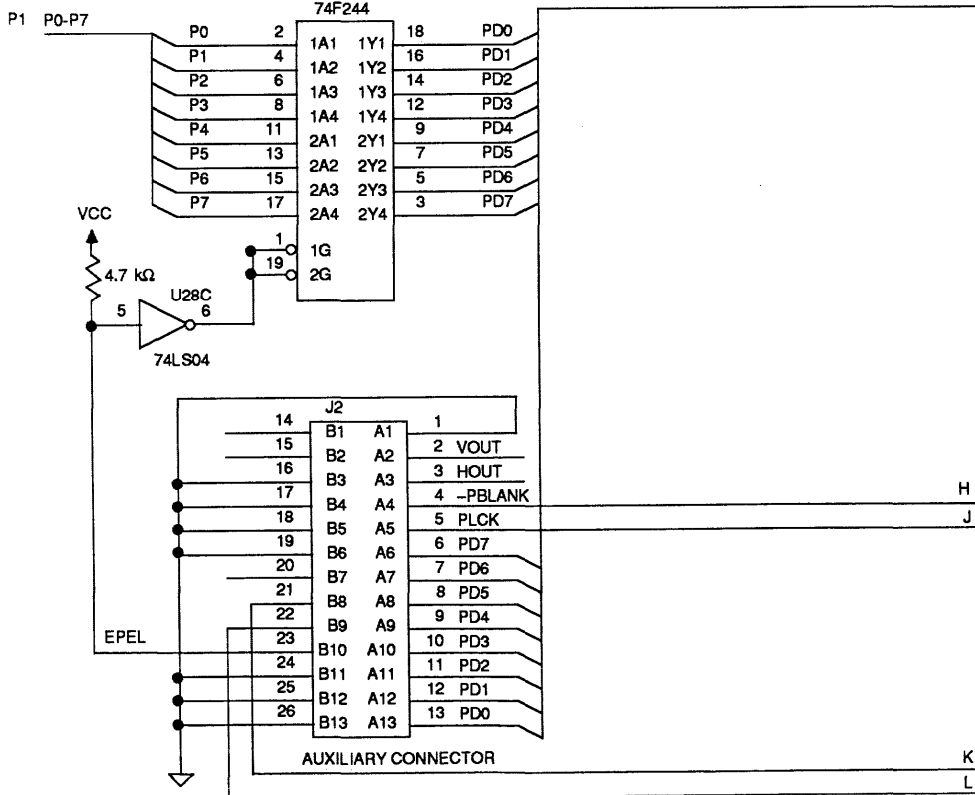 74F244
P1 P0-P7
P0 2 1A1 1Y1 18 PD0
P1 4 1A2 1Y2 16 PD1
P2 6 1A3 1Y3 14 PD2
P3 8 1A4 1Y4 12 PD3
P4 11 2A1 2Y1 9 PD4
P5 13 2A2 2Y2 7 PD5
P6 15 2A3 2Y3 5 PD6
P7 17 2A4 2Y4 3 PD7
VCC
1 1G
19 2G
4.7 kΩ
U28C
5 6
74LS04
J2
14 B1 A1 1
15 B2 A2 2 VOUT
16 B3 A3 3 HOUT
17 B4 A4 4 –PBLANK H
18 B5 A5 5 PLCK J
19 B6 A6 6 PD7
20 B7 A7 7 PD6
21 B8 A8 8 PD5
22 B9 A9 9 PD4
EPEL 23 B10 A10 10 PD3
24 B11 A11 11 PD2
25 B12 A12 12 PD1
26 B13 A13 13 PD0
AUXILIARY CONNECTOR K
L